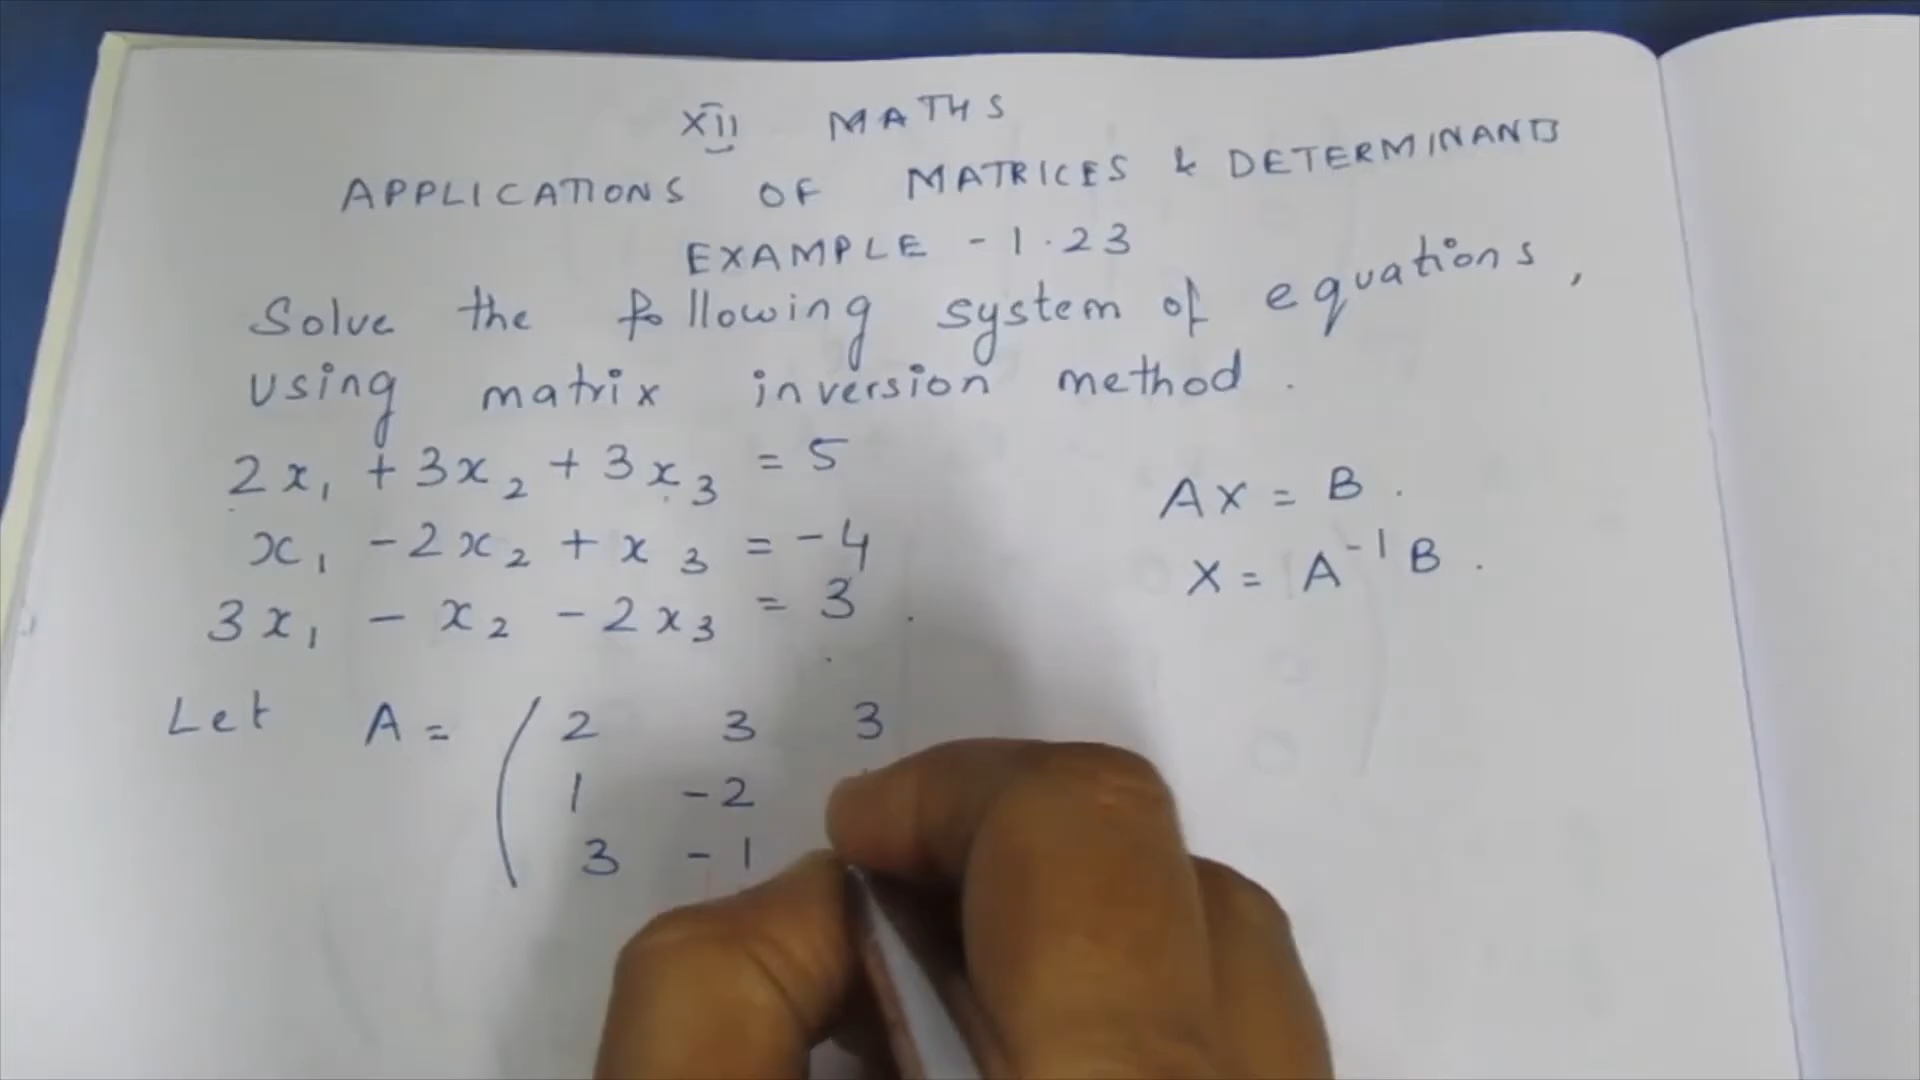 XII MATHS
APPLICATIONS OF MATRICES & DETERMINANTS
EXAMPLE - 1.23
Solve the following system of equations,
using matrix inversion method.
2x₁ + 3x₂ + 3x₃ = 5
x₁ - 2x₂ + x₃ = -4
3x₁ - x₂ - 2x₃ = 3.
AX = B.
X = A⁻¹B.
Let A = ( 2 3 3
1 -2
3 -1